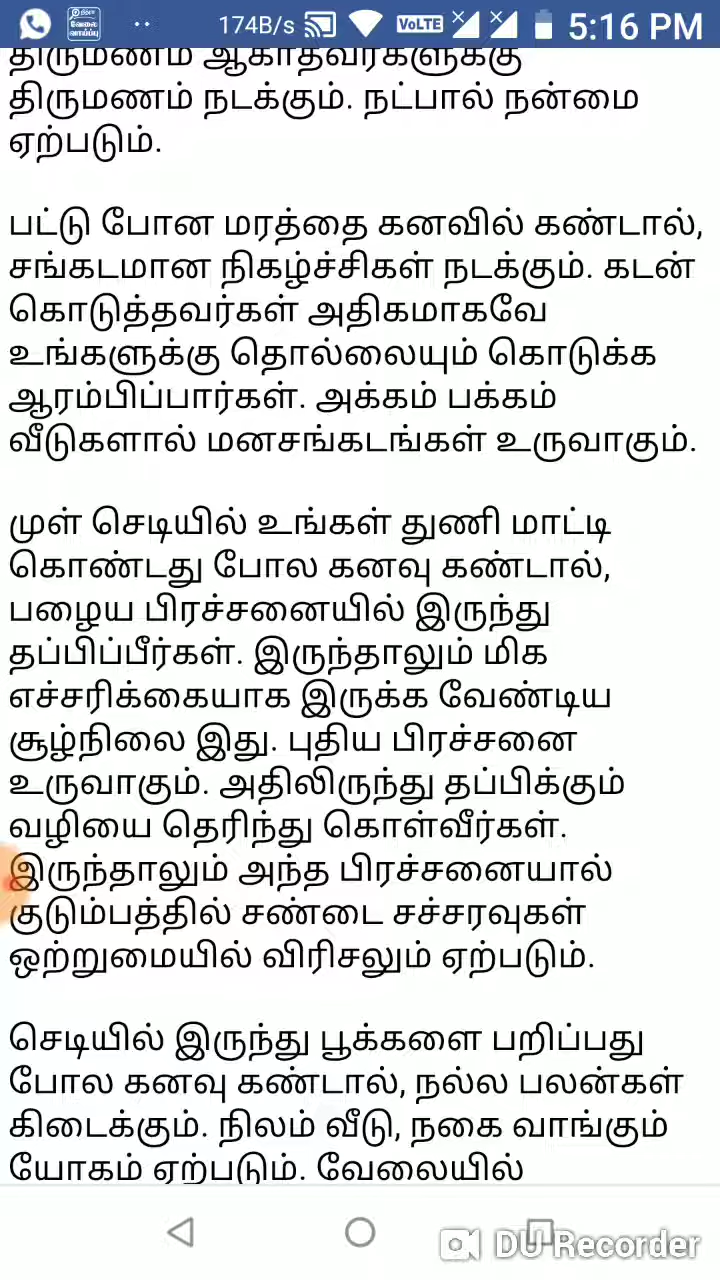 174B/s VoLTE 5:16 PM
திருமணம் ஆகாதவர்களுக்கு
திருமணம் நடக்கும். நட்பால் நன்மை
ஏற்படும்.
பட்டு போன மரத்தை கனவில் கண்டால்,
சங்கடமான நிகழ்ச்சிகள் நடக்கும். கடன்
கொடுத்தவர்கள் அதிகமாகவே
உங்களுக்கு தொல்லையும் கொடுக்க
ஆரம்பிப்பார்கள். அக்கம் பக்கம்
வீடுகளால் மனசங்கடங்கள் உருவாகும்.
முள் செடியில் உங்கள் துணி மாட்டி
கொண்டது போல கனவு கண்டால்,
பழைய பிரச்சனையில் இருந்து
தப்பிப்பீர்கள். இருந்தாலும் மிக
எச்சரிக்கையாக இருக்க வேண்டிய
சூழ்நிலை இது. புதிய பிரச்சனை
உருவாகும். அதிலிருந்து தப்பிக்கும்
வழியை தெரிந்து கொள்வீர்கள்.
இருந்தாலும் அந்த பிரச்சனையால்
குடும்பத்தில் சண்டை சச்சரவுகள்
ஒற்றுமையில் விரிசலும் ஏற்படும்.
செடியில் இருந்து பூக்களை பறிப்பது
போல கனவு கண்டால், நல்ல பலன்கள்
கிடைக்கும். நிலம் வீடு, நகை வாங்கும்
யோகம் ஏற்படும். வேலையில்
DU Recorder